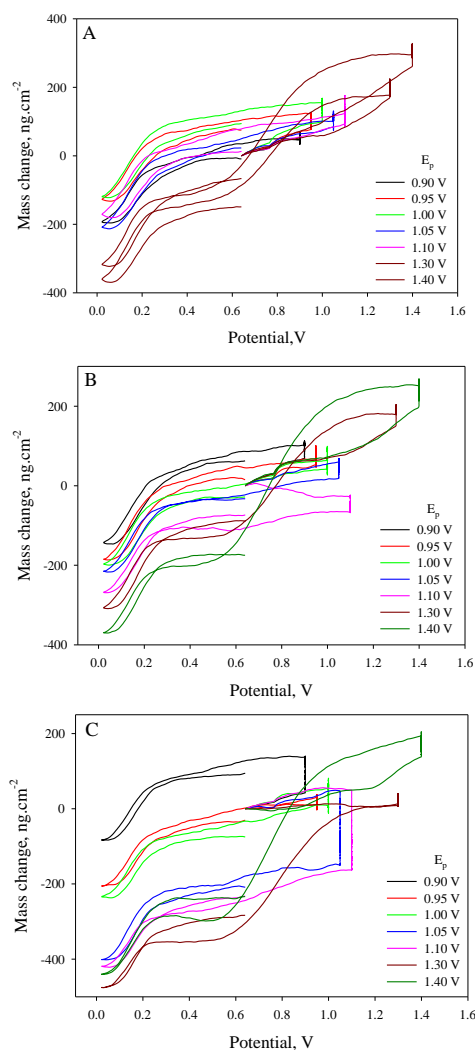 A
400
200
0
-200
-400
Mass change, ng.cm-2
E_p
0.90 V
0.95 V
1.00 V
1.05 V
1.10 V
1.30 V
1.40 V
0.0 0.2 0.4 0.6 0.8 1.0 1.2 1.4 1.6
Potential,V
B
200
0
-200
-400
Mass change, ng.cm-2
E_p
0.90 V
0.95 V
1.00 V
1.05 V
1.10 V
1.30 V
1.40 V
0.0 0.2 0.4 0.6 0.8 1.0 1.2 1.4 1.6
Potential, V
C
200
0
-200
-400
Mass change, ng.cm-2
E_p
0.90 V
0.95 V
1.00 V
1.05 V
1.10 V
1.30 V
1.40 V
0.0 0.2 0.4 0.6 0.8 1.0 1.2 1.4 1.6
Potential, V